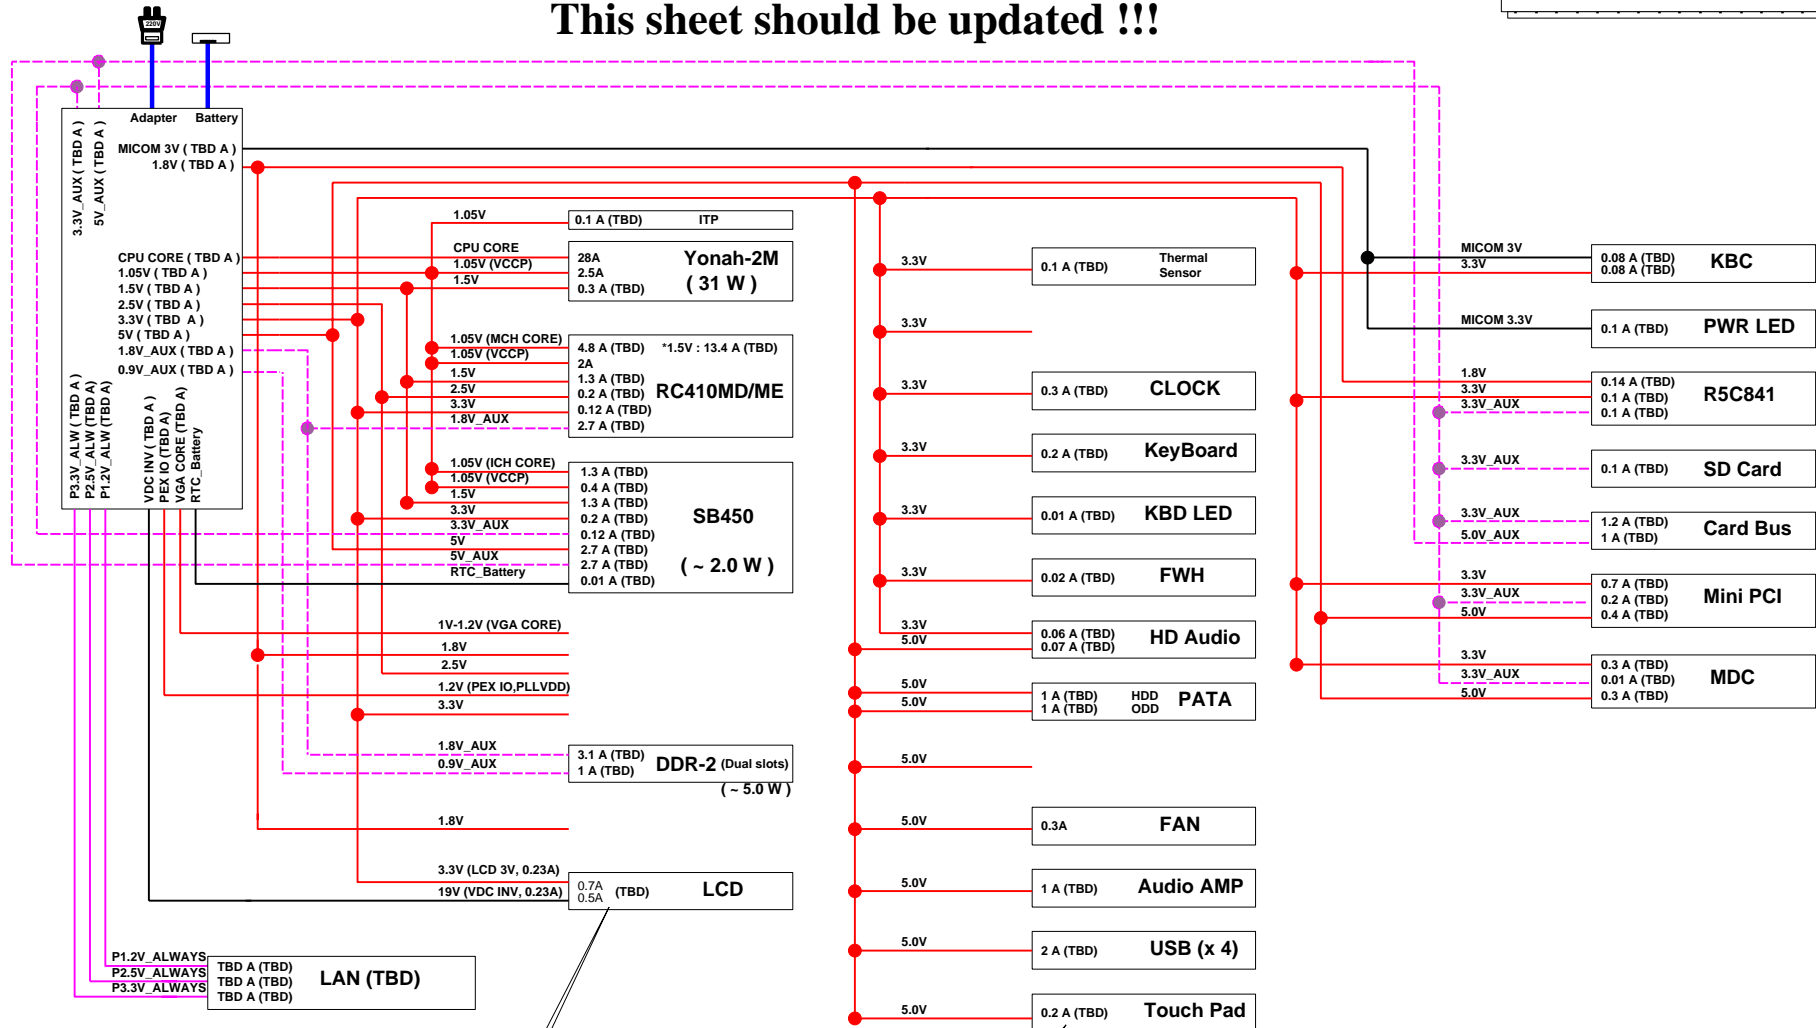 This sheet should be updated !!!
220V
Adapter Battery
3.3V_AUX ( TBD A )
5V_AUX ( TBD A )
MICOM 3V ( TBD A )
1.8V ( TBD A )
CPU CORE ( TBD A )
1.05V ( TBD A )
1.5V ( TBD A )
2.5V ( TBD A )
3.3V ( TBD A )
5V ( TBD A )
1.8V_AUX ( TBD A )
0.9V_AUX ( TBD A )
P3.3V_ALW ( TBD A )
P2.5V_ALW (TBD A)
P1.2V_ALW (TBD A)
VDC INV ( TBD A )
PEX IO (TBD A)
VGA CORE (TBD A)
RTC_Battery
1.05V
0.1 A (TBD) ITP
CPU CORE
1.05V (VCCP)
1.5V
28A
2.5A
0.3 A (TBD)
Yonah-2M
( 31 W )
1.05V (MCH CORE)
1.05V (VCCP)
1.5V
2.5V
3.3V
1.8V_AUX
4.8 A (TBD) *1.5V : 13.4 A (TBD)
2A
1.3 A (TBD)
0.2 A (TBD)
0.12 A (TBD)
2.7 A (TBD)
RC410MD/ME
1.05V (ICH CORE)
1.05V (VCCP)
1.5V
3.3V
3.3V_AUX
5V
5V_AUX
RTC_Battery
1.3 A (TBD)
0.4 A (TBD)
1.3 A (TBD)
0.2 A (TBD)
0.12 A (TBD)
2.7 A (TBD)
2.7 A (TBD)
0.01 A (TBD)
SB450
( ~ 2.0 W )
1V-1.2V (VGA CORE)
1.8V
2.5V
1.2V (PEX IO,PLLVDD)
3.3V
1.8V_AUX
0.9V_AUX
3.1 A (TBD)
1 A (TBD)
DDR-2 (Dual slots)
( ~ 5.0 W )
1.8V
3.3V (LCD 3V, 0.23A)
19V (VDC INV, 0.23A)
0.7A
0.5A
(TBD)
LCD
P1.2V_ALWAYS
P2.5V_ALWAYS
P3.3V_ALWAYS
TBD A (TBD)
TBD A (TBD)
TBD A (TBD)
LAN (TBD)
3.3V
0.1 A (TBD)
Thermal
Sensor
3.3V
3.3V
0.3 A (TBD) CLOCK
3.3V
0.2 A (TBD) KeyBoard
3.3V
0.01 A (TBD) KBD LED
3.3V
0.02 A (TBD) FWH
3.3V
5.0V
0.06 A (TBD)
0.07 A (TBD)
HD Audio
5.0V
5.0V
1 A (TBD) HDD
1 A (TBD) ODD
PATA
5.0V
5.0V
0.3A FAN
5.0V
1 A (TBD) Audio AMP
5.0V
2 A (TBD) USB (x 4)
5.0V
0.2 A (TBD) Touch Pad
MICOM 3V
3.3V
0.08 A (TBD)
0.08 A (TBD)
KBC
MICOM 3.3V
0.1 A (TBD) PWR LED
1.8V
3.3V
3.3V_AUX
0.14 A (TBD)
0.1 A (TBD)
0.1 A (TBD)
R5C841
3.3V_AUX
0.1 A (TBD) SD Card
3.3V_AUX
5.0V_AUX
1.2 A (TBD)
1 A (TBD)
Card Bus
3.3V
3.3V_AUX
5.0V
0.7 A (TBD)
0.2 A (TBD)
0.4 A (TBD)
Mini PCI
3.3V
3.3V_AUX
5.0V
0.3 A (TBD)
0.01 A (TBD)
0.3 A (TBD)
MDC